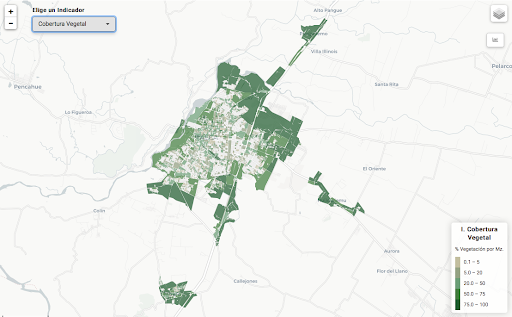 +
−
Elige un Indicador
Cobertura Vegetal
Alto Pangue
Villa Illinois
Pelarco
Santa Rita
Pencahue
Lo Figueroa
El Oriente
Colín
Aurora
Flor del Llano
Callejones
I. Cobertura
Vegetal
% Vegetación por Mz.
0.1 – 5
5.0 – 20
20.0 – 50
50.0 – 75
75.0 – 100